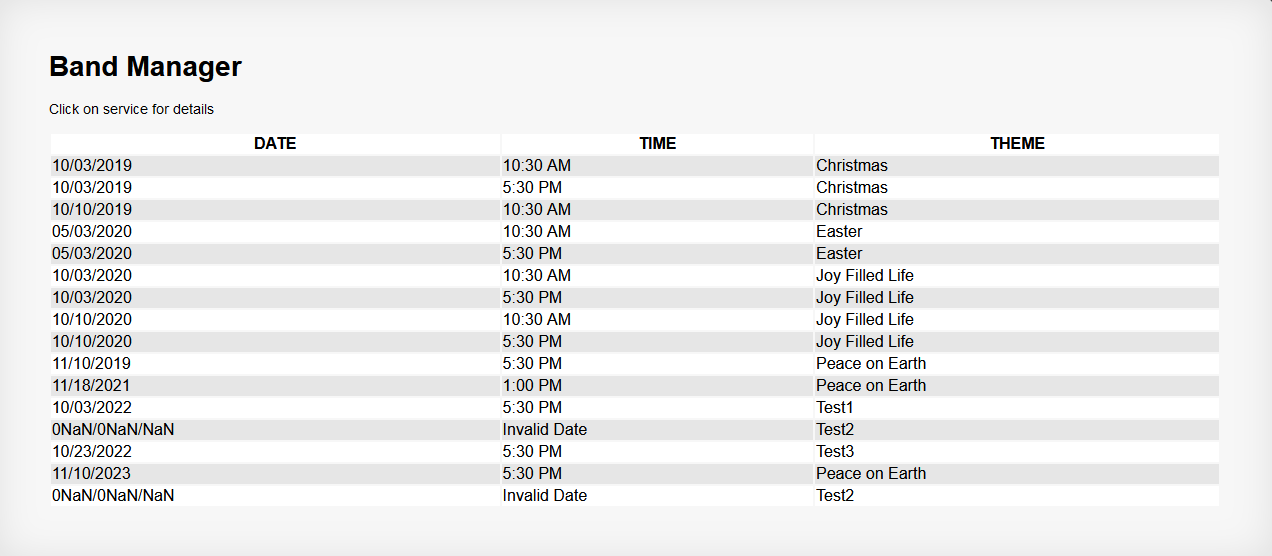 Band Manager
Click on service for details
DATE TIME THEME
10/03/2019 10:30 AM Christmas
10/03/2019 5:30 PM Christmas
10/10/2019 10:30 AM Christmas
05/03/2020 10:30 AM Easter
05/03/2020 5:30 PM Easter
10/03/2020 10:30 AM Joy Filled Life
10/03/2020 5:30 PM Joy Filled Life
10/10/2020 10:30 AM Joy Filled Life
10/10/2020 5:30 PM Joy Filled Life
11/10/2019 5:30 PM Peace on Earth
11/18/2021 1:00 PM Peace on Earth
10/03/2022 5:30 PM Test1
0NaN/0NaN/NaN Invalid Date Test2
10/23/2022 5:30 PM Test3
11/10/2023 5:30 PM Peace on Earth
0NaN/0NaN/NaN Invalid Date Test2